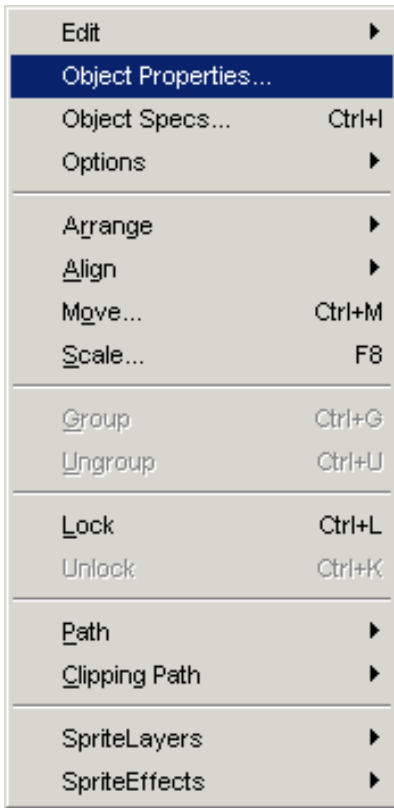 Edit
Object Properties...
Object Specs... Ctrl+I
Options
Arrange
Align
Move... Ctrl+M
Scale... F8
Group Ctrl+G
Ungroup Ctrl+U
Lock Ctrl+L
Unlock Ctrl+K
Path
Clipping Path
SpriteLayers
SpriteEffects